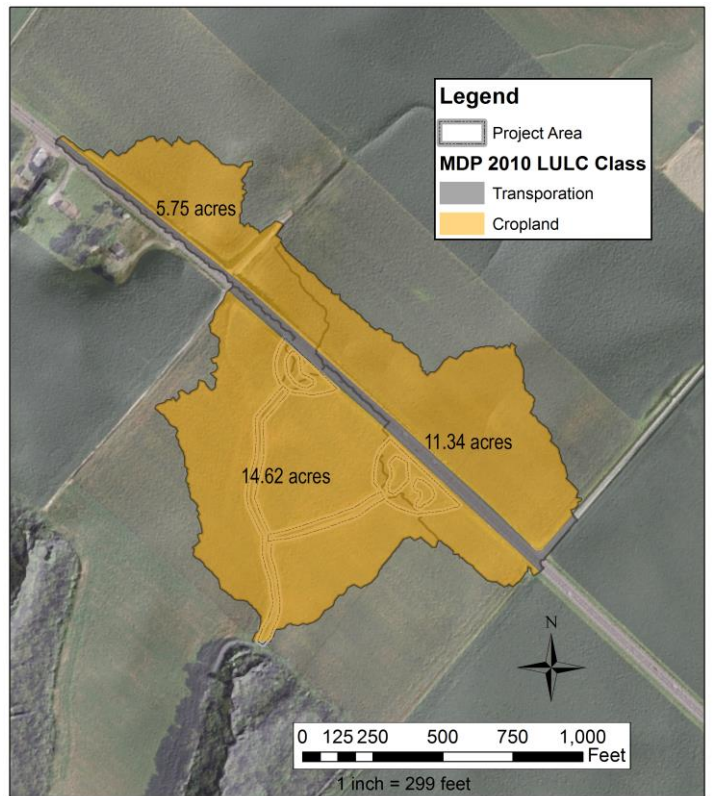 Legend
Project Area
MDP 2010 LULC Class
Transporation
Cropland
5.75 acres
11.34 acres
14.62 acres
N
0 125 250 500 750 1,000
Feet
1 inch = 299 feet